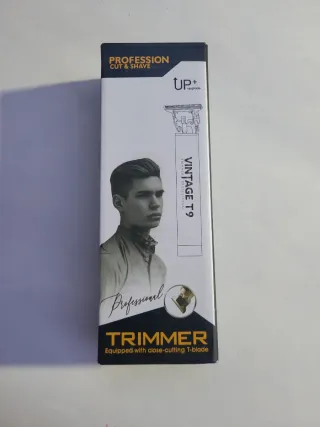 PROFESSION
CUT & SHAVE
UP+
VINTAGE T9
Professional
TRIMMER
Equipped with close-cutting T-blade